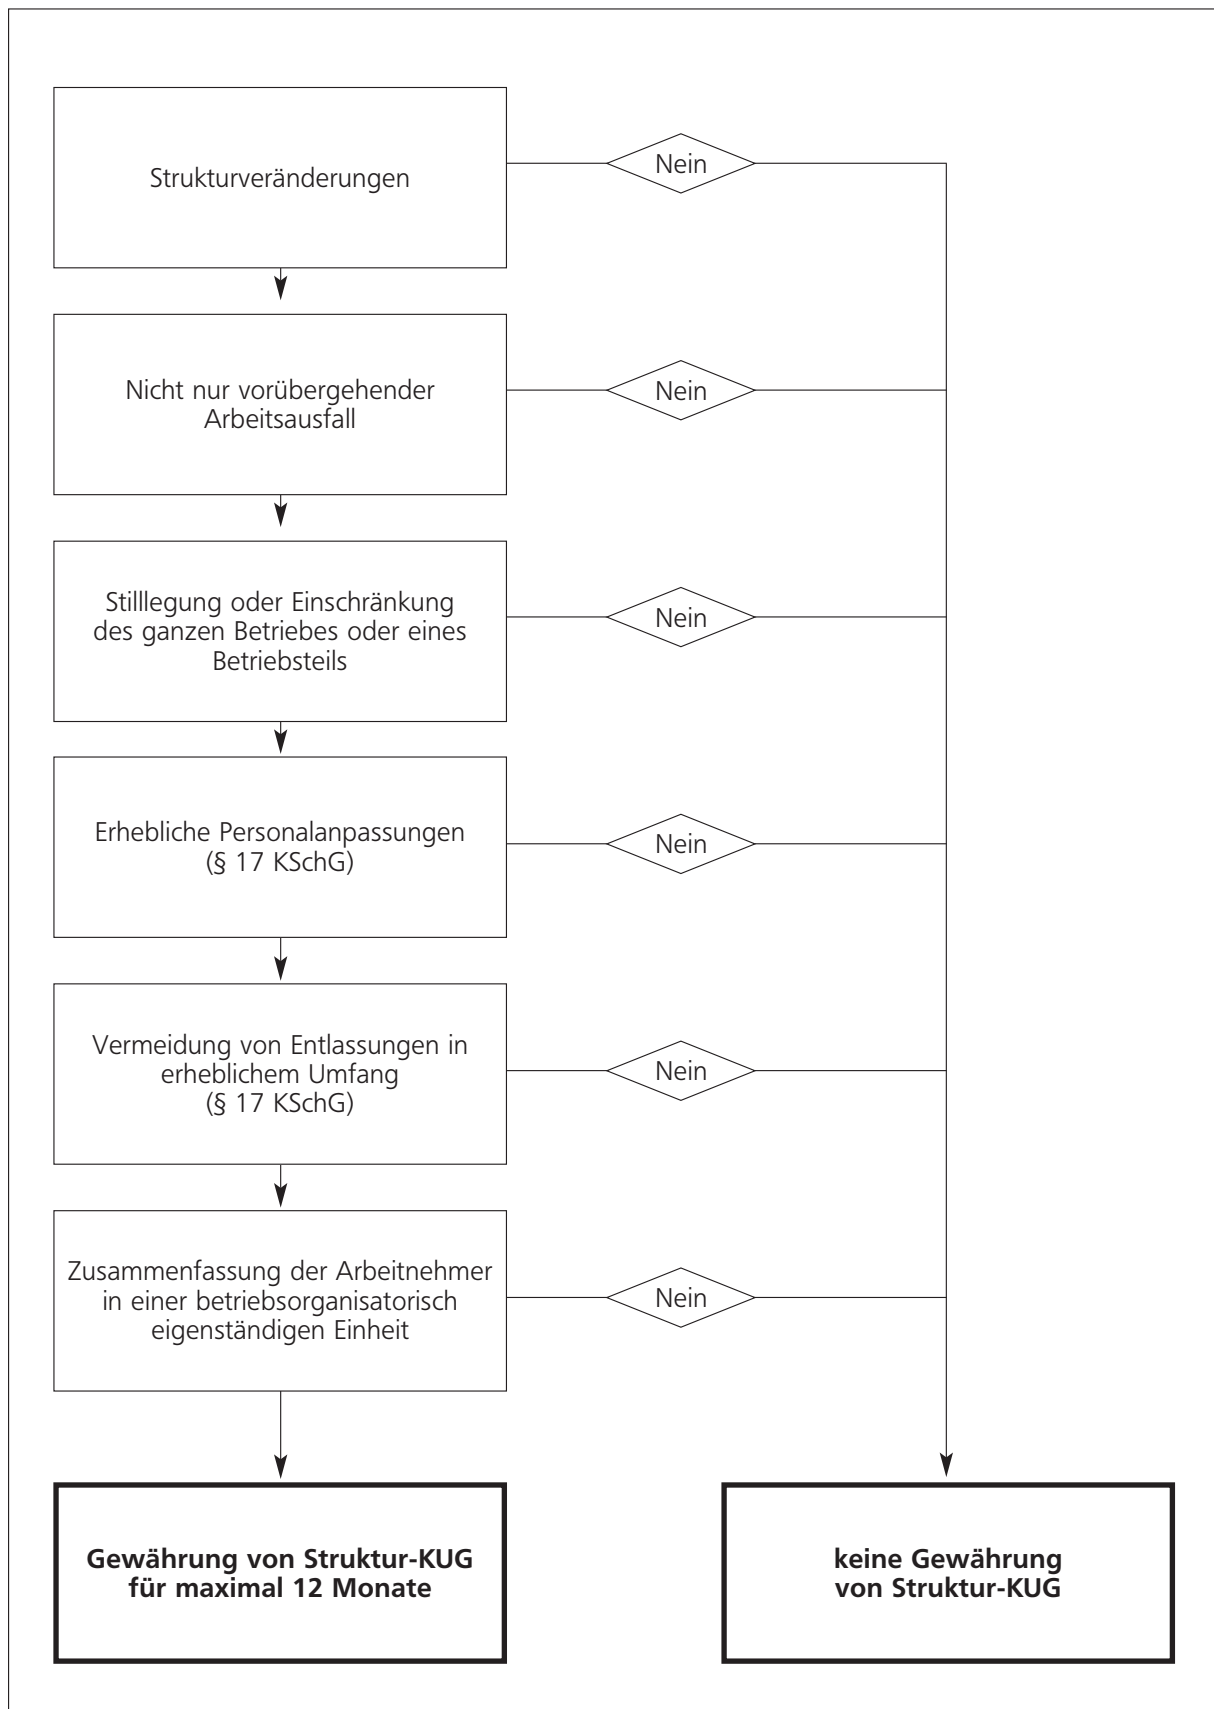 Strukturveränderungen
Nein
Nicht nur vorübergehender
Arbeitsausfall
Nein
Stilllegung oder Einschränkung
des ganzen Betriebes oder eines
Betriebsteils
Nein
Erhebliche Personalanpassungen
(§ 17 KSchG)
Nein
Vermeidung von Entlassungen in
erheblichem Umfang
(§ 17 KSchG)
Nein
Zusammenfassung der Arbeitnehmer
in einer betriebsorganisatorisch
eigenständigen Einheit
Nein
Gewährung von Struktur-KUG
für maximal 12 Monate
keine Gewährung
von Struktur-KUG